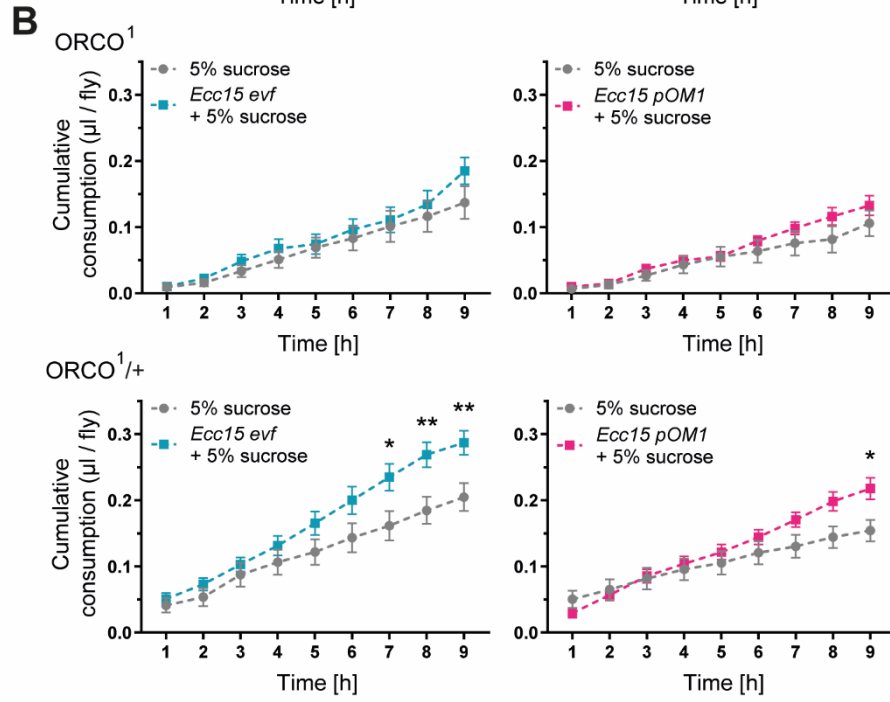 Time [h] Time [h]
B
ORCO¹
5% sucrose
Ecc15 evf
+ 5% sucrose
Cumulative
consumption (µl / fly)
0.3
0.2
0.1
0.0
1 2 3 4 5 6 7 8 9
Time [h]
5% sucrose
Ecc15 pOM1
+ 5% sucrose
0.3
0.2
0.1
0.0
1 2 3 4 5 6 7 8 9
Time [h]
ORCO¹/+
5% sucrose
Ecc15 evf
+ 5% sucrose
* ** **
Cumulative
consumption (µl / fly)
0.3
0.2
0.1
0.0
1 2 3 4 5 6 7 8 9
Time [h]
5% sucrose
Ecc15 pOM1
+ 5% sucrose
*
0.3
0.2
0.1
0.0
1 2 3 4 5 6 7 8 9
Time [h]